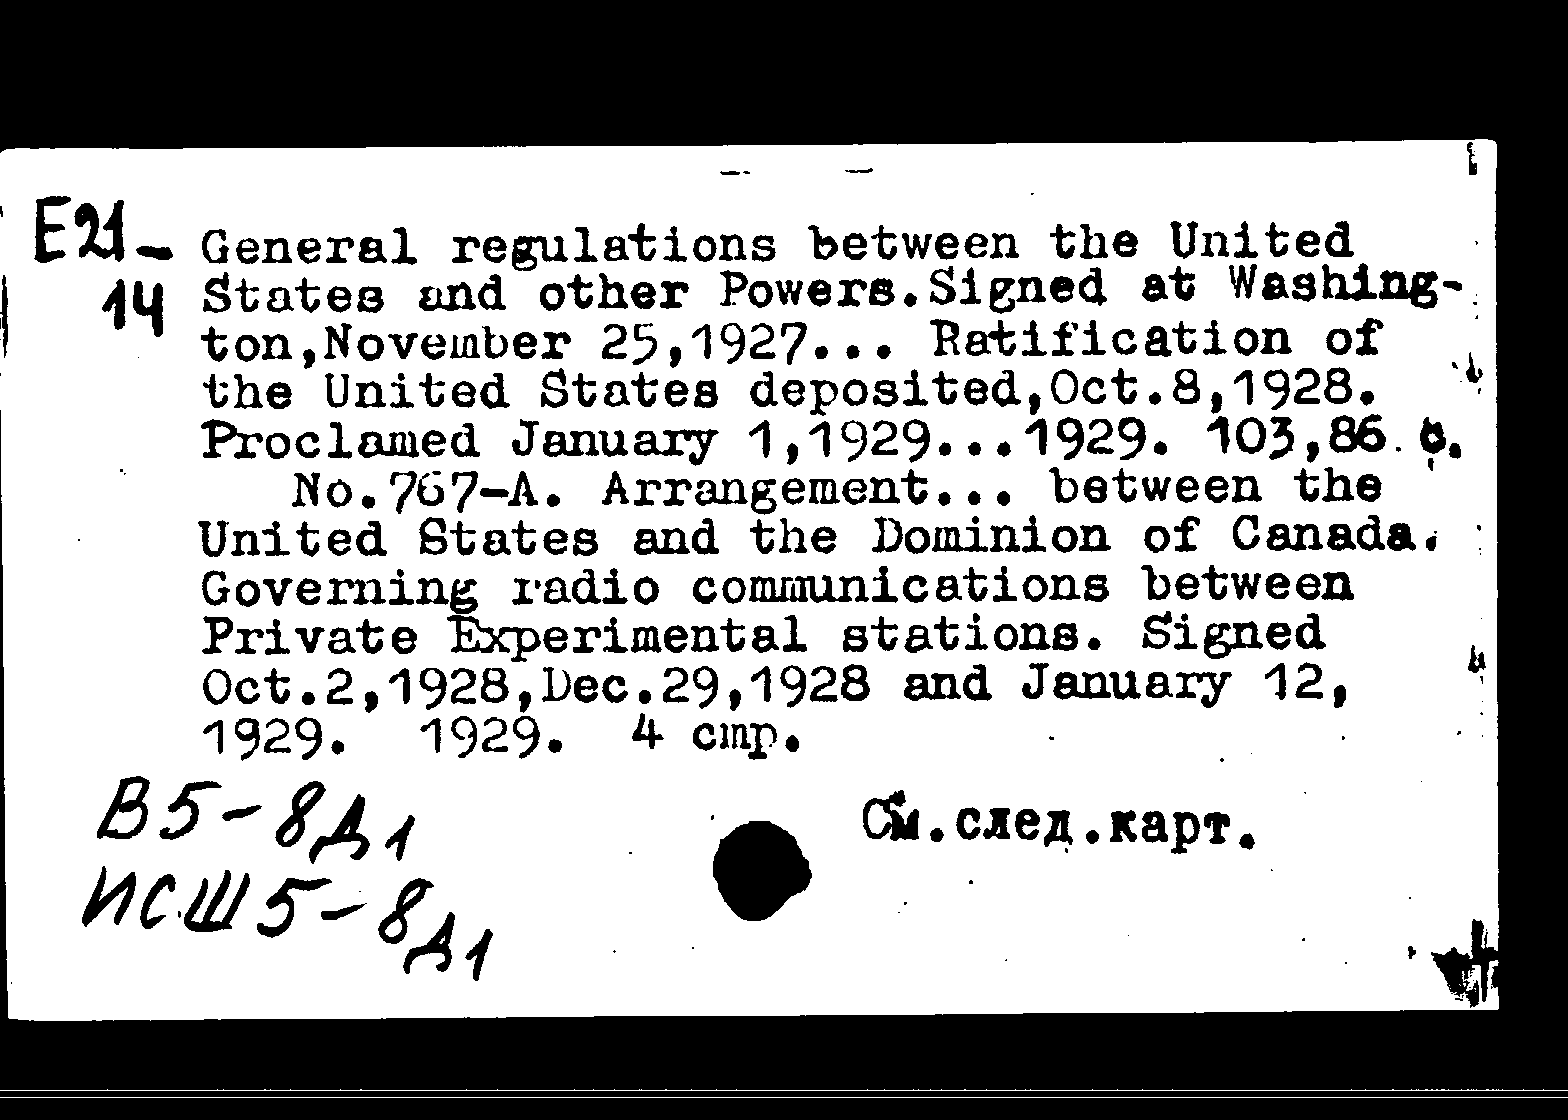 E21-
14
General regulations between the United
States and other Powers.Signed at Washing-
ton,November 25,1927... Ratification of
the United States deposited,Oct.8,1928.
Proclamed January 1,1929...1929. 103,86 с.
No.767-A. Arrangement... between the
United States and the Dominion of Canada.
Governing radio communications between
Private Experimental stations. Signed
Oct.2,1928,Dec.29,1928 and January 12,
1929. 1929. 4 стр.
В5-8Д1
ИСШ5-8Д1
См.след.карт.